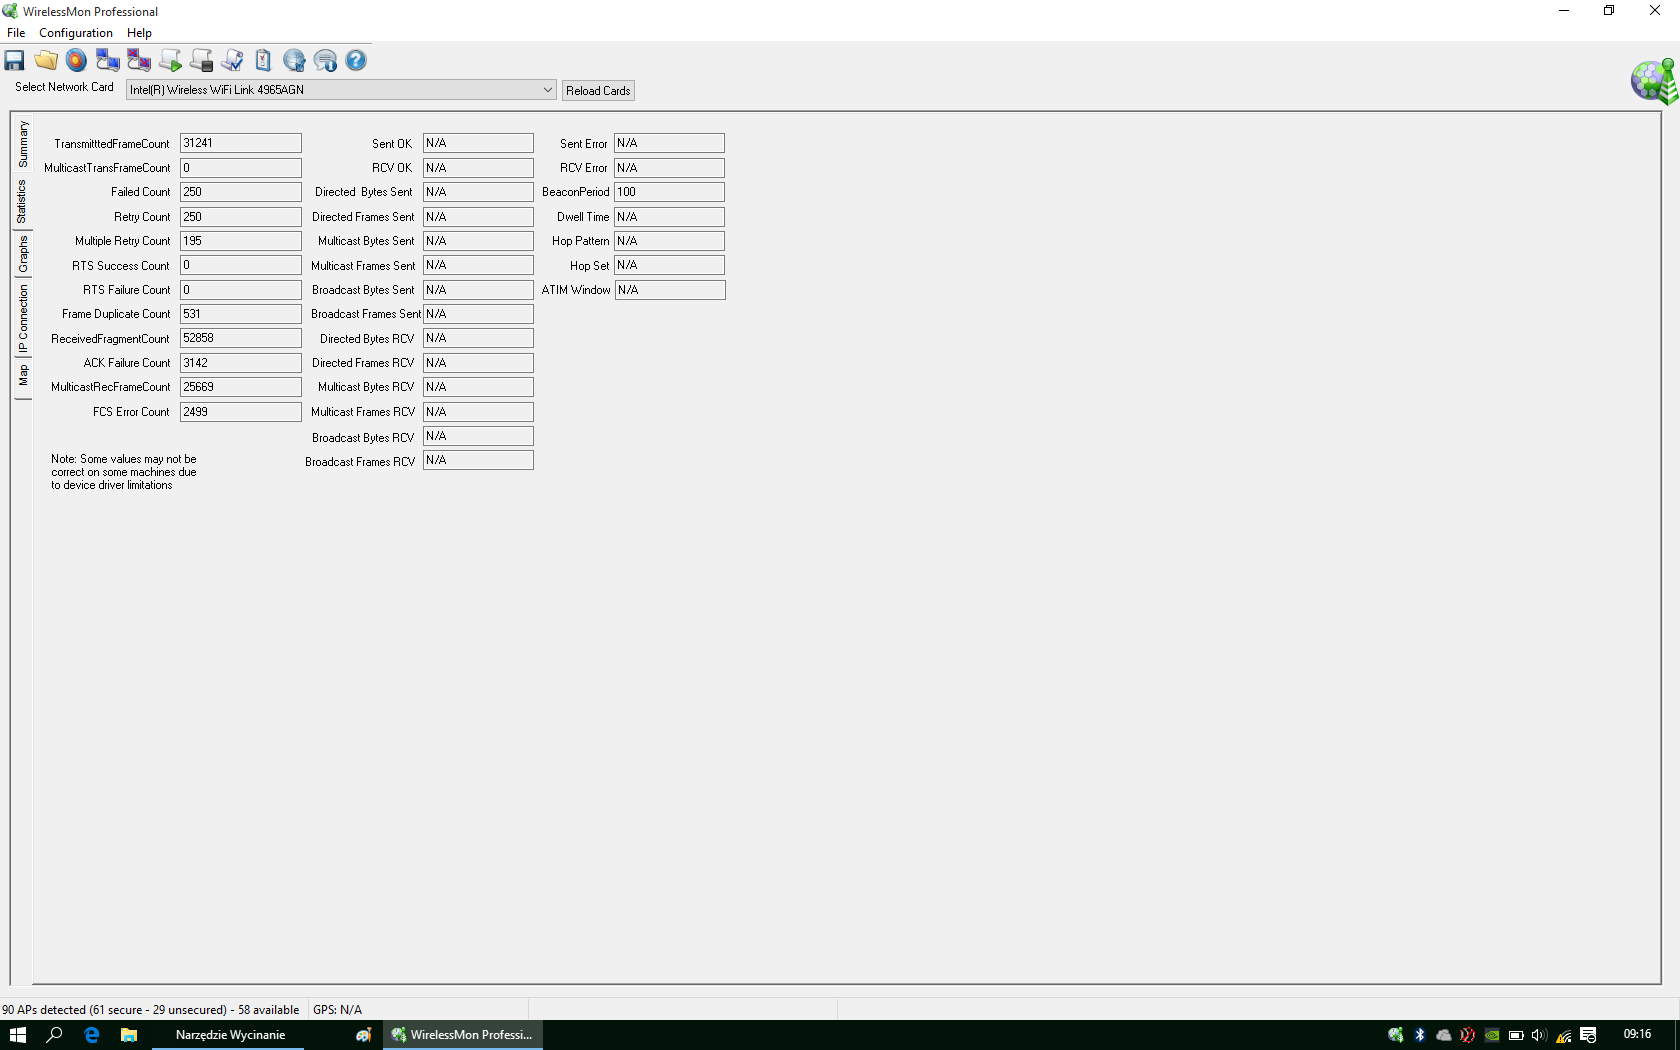 WirelessMon Professional
File Configuration Help
Select Network Card Intel(R) Wireless WiFi Link 4965AGN Reload Cards
Summary
Statistics
Graphs
IP Connection
Map
TransmitttedFrameCount 31241
MulticastTransFrameCount 0
Failed Count 250
Retry Count 250
Multiple Retry Count 195
RTS Success Count 0
RTS Failure Count 0
Frame Duplicate Count 531
ReceivedFragmentCount 52858
ACK Failure Count 3142
MulticastRecFrameCount 25669
FCS Error Count 2499
Note: Some values may not be
correct on some machines due
to device driver limitations
Sent OK N/A
RCV OK N/A
Directed Bytes Sent N/A
Directed Frames Sent N/A
Multicast Bytes Sent N/A
Multicast Frames Sent N/A
Broadcast Bytes Sent N/A
Broadcast Frames Sent N/A
Directed Bytes RCV N/A
Directed Frames RCV N/A
Multicast Bytes RCV N/A
Multicast Frames RCV N/A
Broadcast Bytes RCV N/A
Broadcast Frames RCV N/A
Sent Error N/A
RCV Error N/A
BeaconPeriod 100
Dwell Time N/A
Hop Pattern N/A
Hop Set N/A
ATIM Window N/A
90 APs detected (61 secure - 29 unsecured) - 58 available GPS: N/A
Narzędzie Wycinanie WirelessMon Professi... 09:16